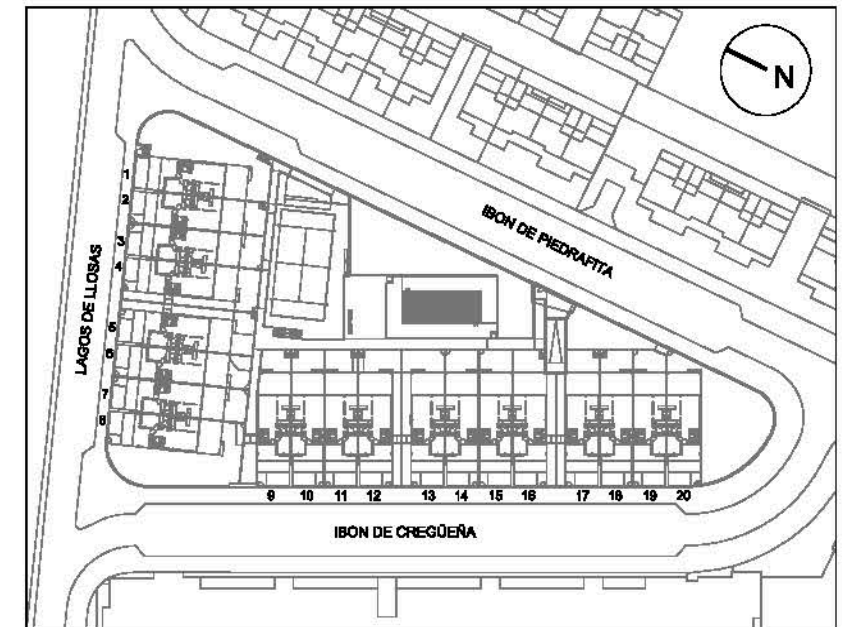 N
IBON DE PIEDRAFITA
LAGOS DE LLOSAS
1
2
3
4
5
6
7
8
9 10 11 12 13 14 15 16 17 18 19 20
IBON DE CREGÜEÑA